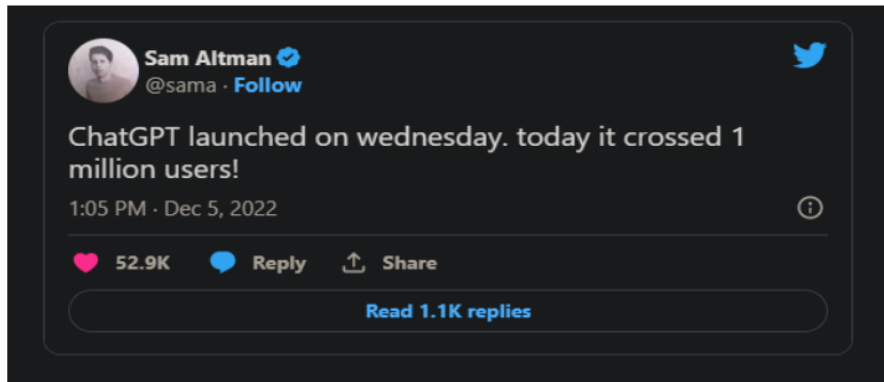 Sam Altman
@sama · Follow
ChatGPT launched on wednesday. today it crossed 1
million users!
1:05 PM · Dec 5, 2022
52.9K Reply Share
Read 1.1K replies